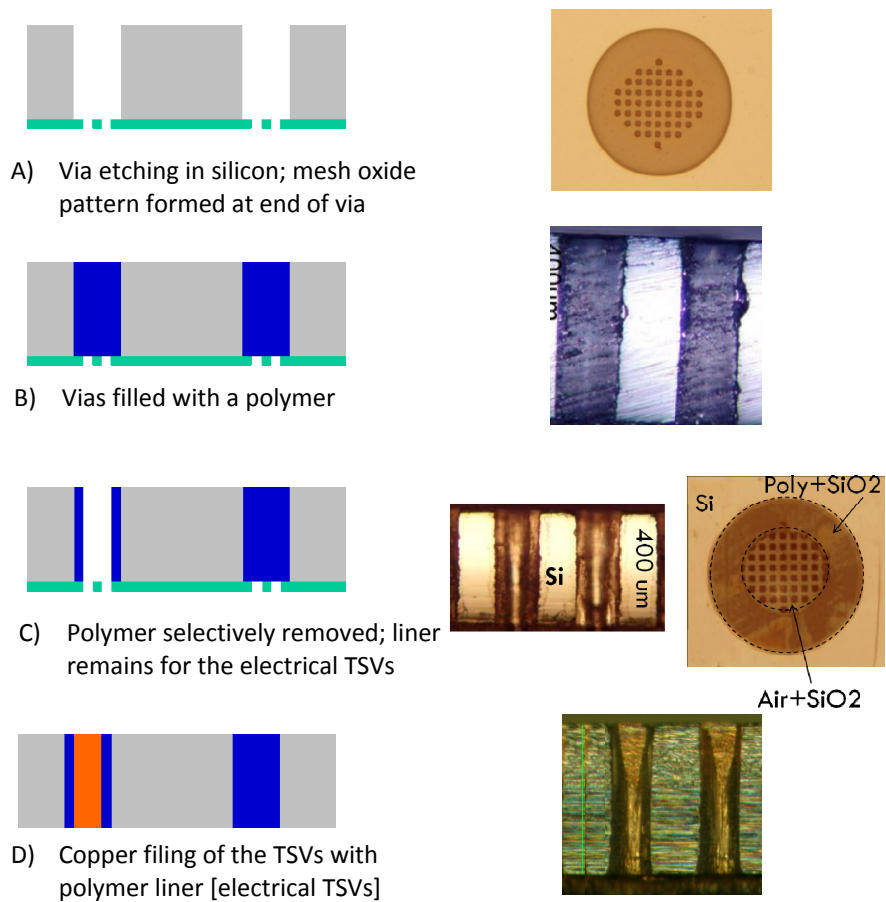 A) Via etching in silicon; mesh oxide
pattern formed at end of via
B) Vias filled with a polymer
Si
Poly+SiO2
Si
400 um
C) Polymer selectively removed; liner
remains for the electrical TSVs
Air+SiO2
D) Copper filing of the TSVs with
polymer liner [electrical TSVs]